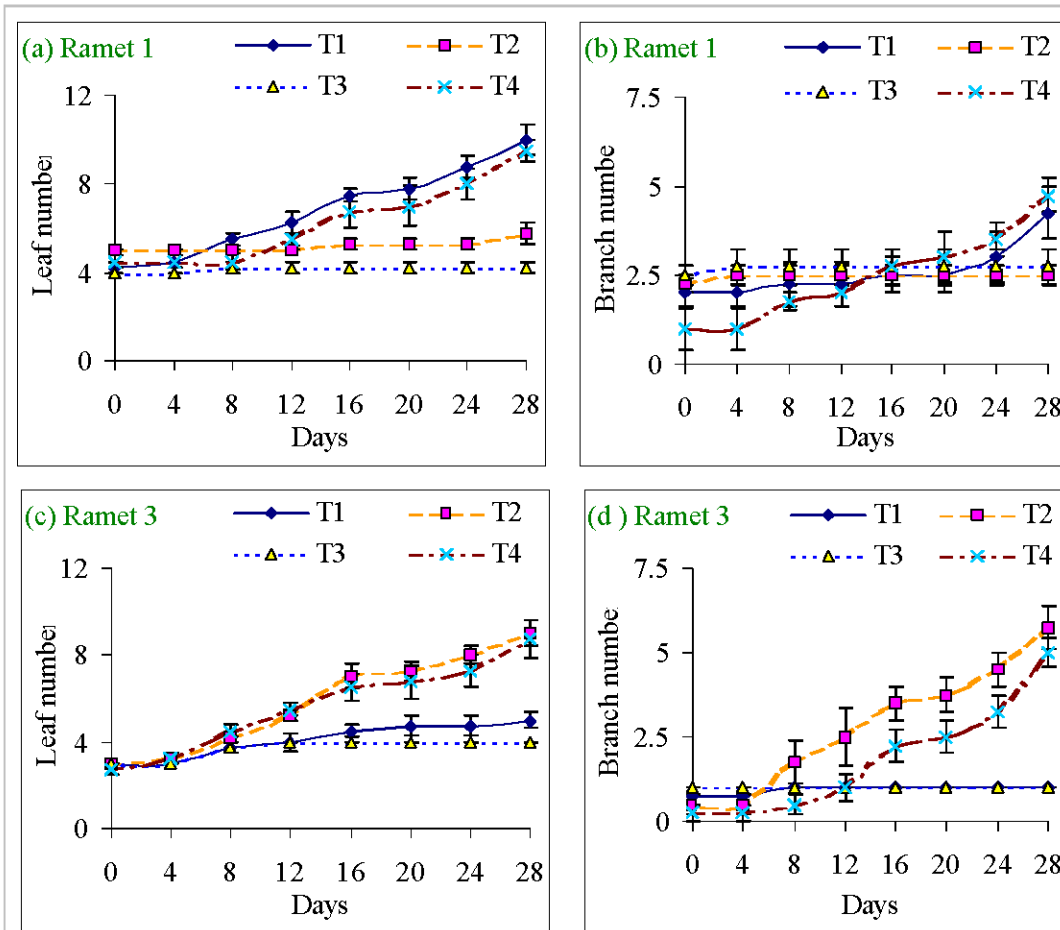 (a) Ramet 1
T1 T2
T3 T4
12
8
4
0
Leaf number
0 4 8 12 16 20 24 28
Days
(b) Ramet 1
T1 T2
T3 T4
7.5
5
2.5
0
Branch numbe
0 4 8 12 16 20 24 28
Days
(c) Ramet 3
T1 T2
T3 T4
12
8
4
0
Leaf number
0 4 8 12 16 20 24 28
Days
(d ) Ramet 3
T1 T2
T3 T4
7.5
5
2.5
0
Branch numbe
0 4 8 12 16 20 24 28
Days